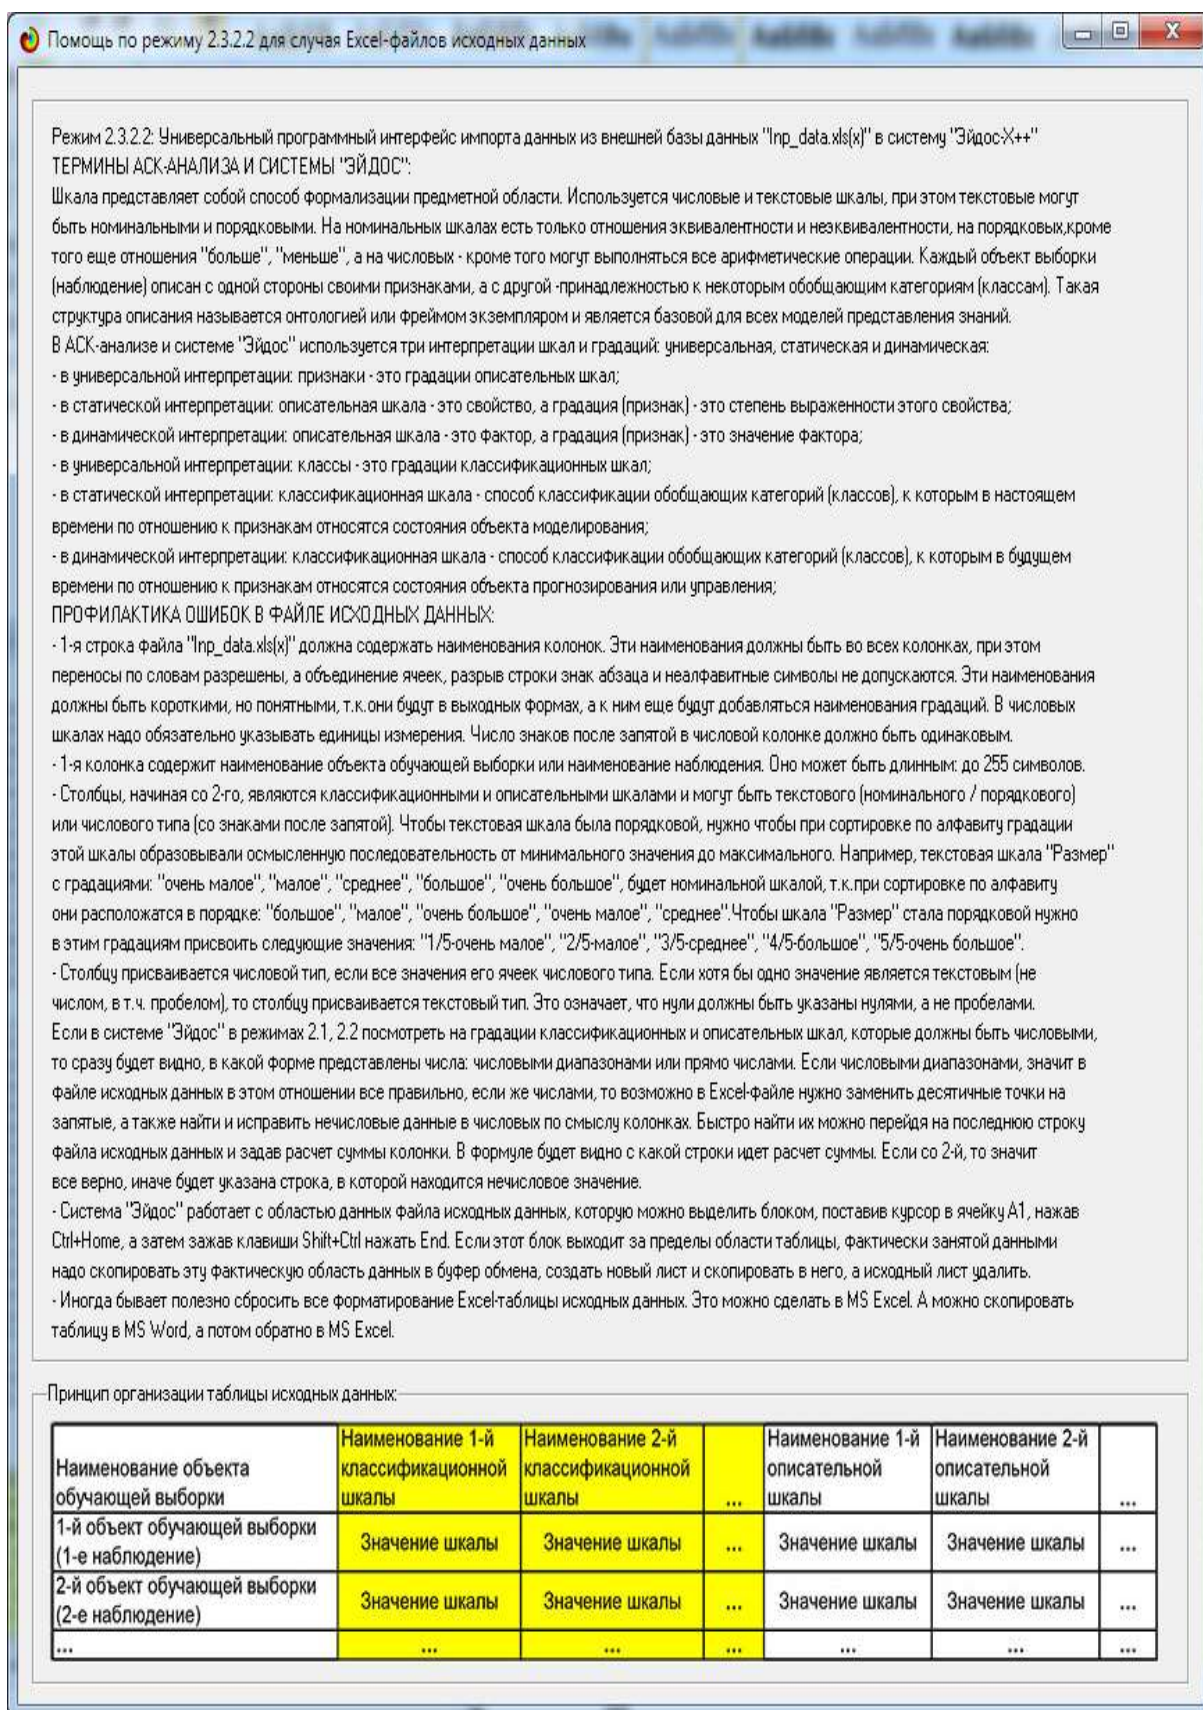 Помощь по режиму 2.3.2.2 для случая Excel-файлов исходных данных
Режим 2.3.2.2: Универсальный программный интерфейс импорта данных из внешней базы данных "Inp_data.xls(x)" в систему "Эйдос-X++"
ТЕРМИНЫ АСК-АНАЛИЗА И СИСТЕМЫ "ЭЙДОС":
Шкала представляет собой способ формализации предметной области. Используется числовые и текстовые шкалы, при этом текстовые могут
быть номинальными и порядковыми. На номинальных шкалах есть только отношения эквивалентности и неэквивалентности, на порядковых,кроме
того еще отношения "больше", "меньше", а на числовых - кроме того могут выполняться все арифметические операции. Каждый объект выборки
(наблюдение) описан с одной стороны своими признаками, а с другой -принадлежностью к некоторым обобщающим категориям (классам). Такая
структура описания называется онтологией или фреймом экземпляром и является базовой для всех моделей представления знаний.
В АСК-анализе и системе "Эйдос" используется три интерпретации шкал и градаций: универсальная, статическая и динамическая:
- в универсальной интерпретации: признаки - это градации описательных шкал;
- в статической интерпретации: описательная шкала - это свойство, а градация (признак) - это степень выраженности этого свойства;
- в динамической интерпретации: описательная шкала - это фактор, а градация (признак) - это значение фактора;
- в универсальной интерпретации: классы - это градации классификационных шкал;
- в статической интерпретации: классификационная шкала - способ классификации обобщающих категорий (классов), к которым в настоящем
времени по отношению к признакам относятся состояния объекта моделирования;
- в динамической интерпретации: классификационная шкала - способ классификации обобщающих категорий (классов), к которым в будущем
времени по отношению к признакам относятся состояния объекта прогнозирования или управления;
ПРОФИЛАКТИКА ОШИБОК В ФАЙЛЕ ИСХОДНЫХ ДАННЫХ:
- 1-я строка файла "Inp_data.xls(x)" должна содержать наименования колонок. Эти наименования должны быть во всех колонках, при этом
переносы по словам разрешены, а объединение ячеек, разрыв строки знак абзаца и неалфавитные символы не допускаются. Эти наименования
должны быть короткими, но понятными, т.к.они будут в выходных формах, а к ним еще будут добавляться наименования градаций. В числовых
шкалах надо обязательно указывать единицы измерения. Число знаков после запятой в числовой колонке должно быть одинаковым.
- 1-я колонка содержит наименование объекта обучающей выборки или наименование наблюдения. Оно может быть длинным: до 255 символов.
- Столбцы, начиная со 2-го, являются классификационными и описательными шкалами и могут быть текстового (номинального / порядкового)
или числового типа (со знаками после запятой). Чтобы текстовая шкала была порядковой, нужно чтобы при сортировке по алфавиту градации
этой шкалы образовывали осмысленную последовательность от минимального значения до максимального. Например, текстовая шкала "Размер"
с градациями: "очень малое", "малое", "среднее", "большое", "очень большое", будет номинальной шкалой, т.к.при сортировке по алфавиту
они расположатся в порядке: "большое", "малое", "очень большое", "очень малое", "среднее".Чтобы шкала "Размер" стала порядковой нужно
в этим градациям присвоить следующие значения: "1/5-очень малое", "2/5-малое", "3/5-среднее", "4/5-большое", "5/5-очень большое".
- Столбцу присваивается числовой тип, если все значения его ячеек числового типа. Если хотя бы одно значение является текстовым (не
числом, в т.ч. пробелом), то столбцу присваивается текстовый тип. Это означает, что нули должны быть указаны нулями, а не пробелами.
Если в системе "Эйдос" в режимах 2.1, 2.2 посмотреть на градации классификационных и описательных шкал, которые должны быть числовыми,
то сразу будет видно, в какой форме представлены числа: числовыми диапазонами или прямо числами. Если числовыми диапазонами, значит в
файле исходных данных в этом отношении все правильно, если же числами, то возможно в Excel-файле нужно заменить десятичные точки на
запятые, а также найти и исправить нечисловые данные в числовых по смыслу колонках. Быстро найти их можно перейдя на последнюю строку
файла исходных данных и задав расчет суммы колонки. В формуле будет видно с какой строки идет расчет суммы. Если со 2-й, то значит
все верно, иначе будет указана строка, в которой находится нечисловое значение.
- Система "Эйдос" работает с областью данных файла исходных данных, которую можно выделить блоком, поставив курсор в ячейку A1, нажав
Ctrl+Home, а затем зажав клавиши Shift+Ctrl нажать End. Если этот блок выходит за пределы области таблицы, фактически занятой данными
надо скопировать эту фактическую область данных в буфер обмена, создать новый лист и скопировать в него, а исходный лист удалить.
- Иногда бывает полезно сбросить все форматирование Excel-таблицы исходных данных. Это можно сделать в MS Excel. А можно скопировать
таблицу в MS Word, а потом обратно в MS Excel.
Принцип организации таблицы исходных данных:
Наименование объекта
обучающей выборки
Наименование 1-й
классификационной
шкалы
Наименование 2-й
классификационной
шкалы
...
Наименование 1-й
описательной
шкалы
Наименование 2-й
описательной
шкалы
...
1-й объект обучающей выборки
(1-е наблюдение)
Значение шкалы
Значение шкалы
...
Значение шкалы
Значение шкалы
...
2-й объект обучающей выборки
(2-е наблюдение)
Значение шкалы
Значение шкалы
...
Значение шкалы
Значение шкалы
...
...
...
...
...
...
...
...